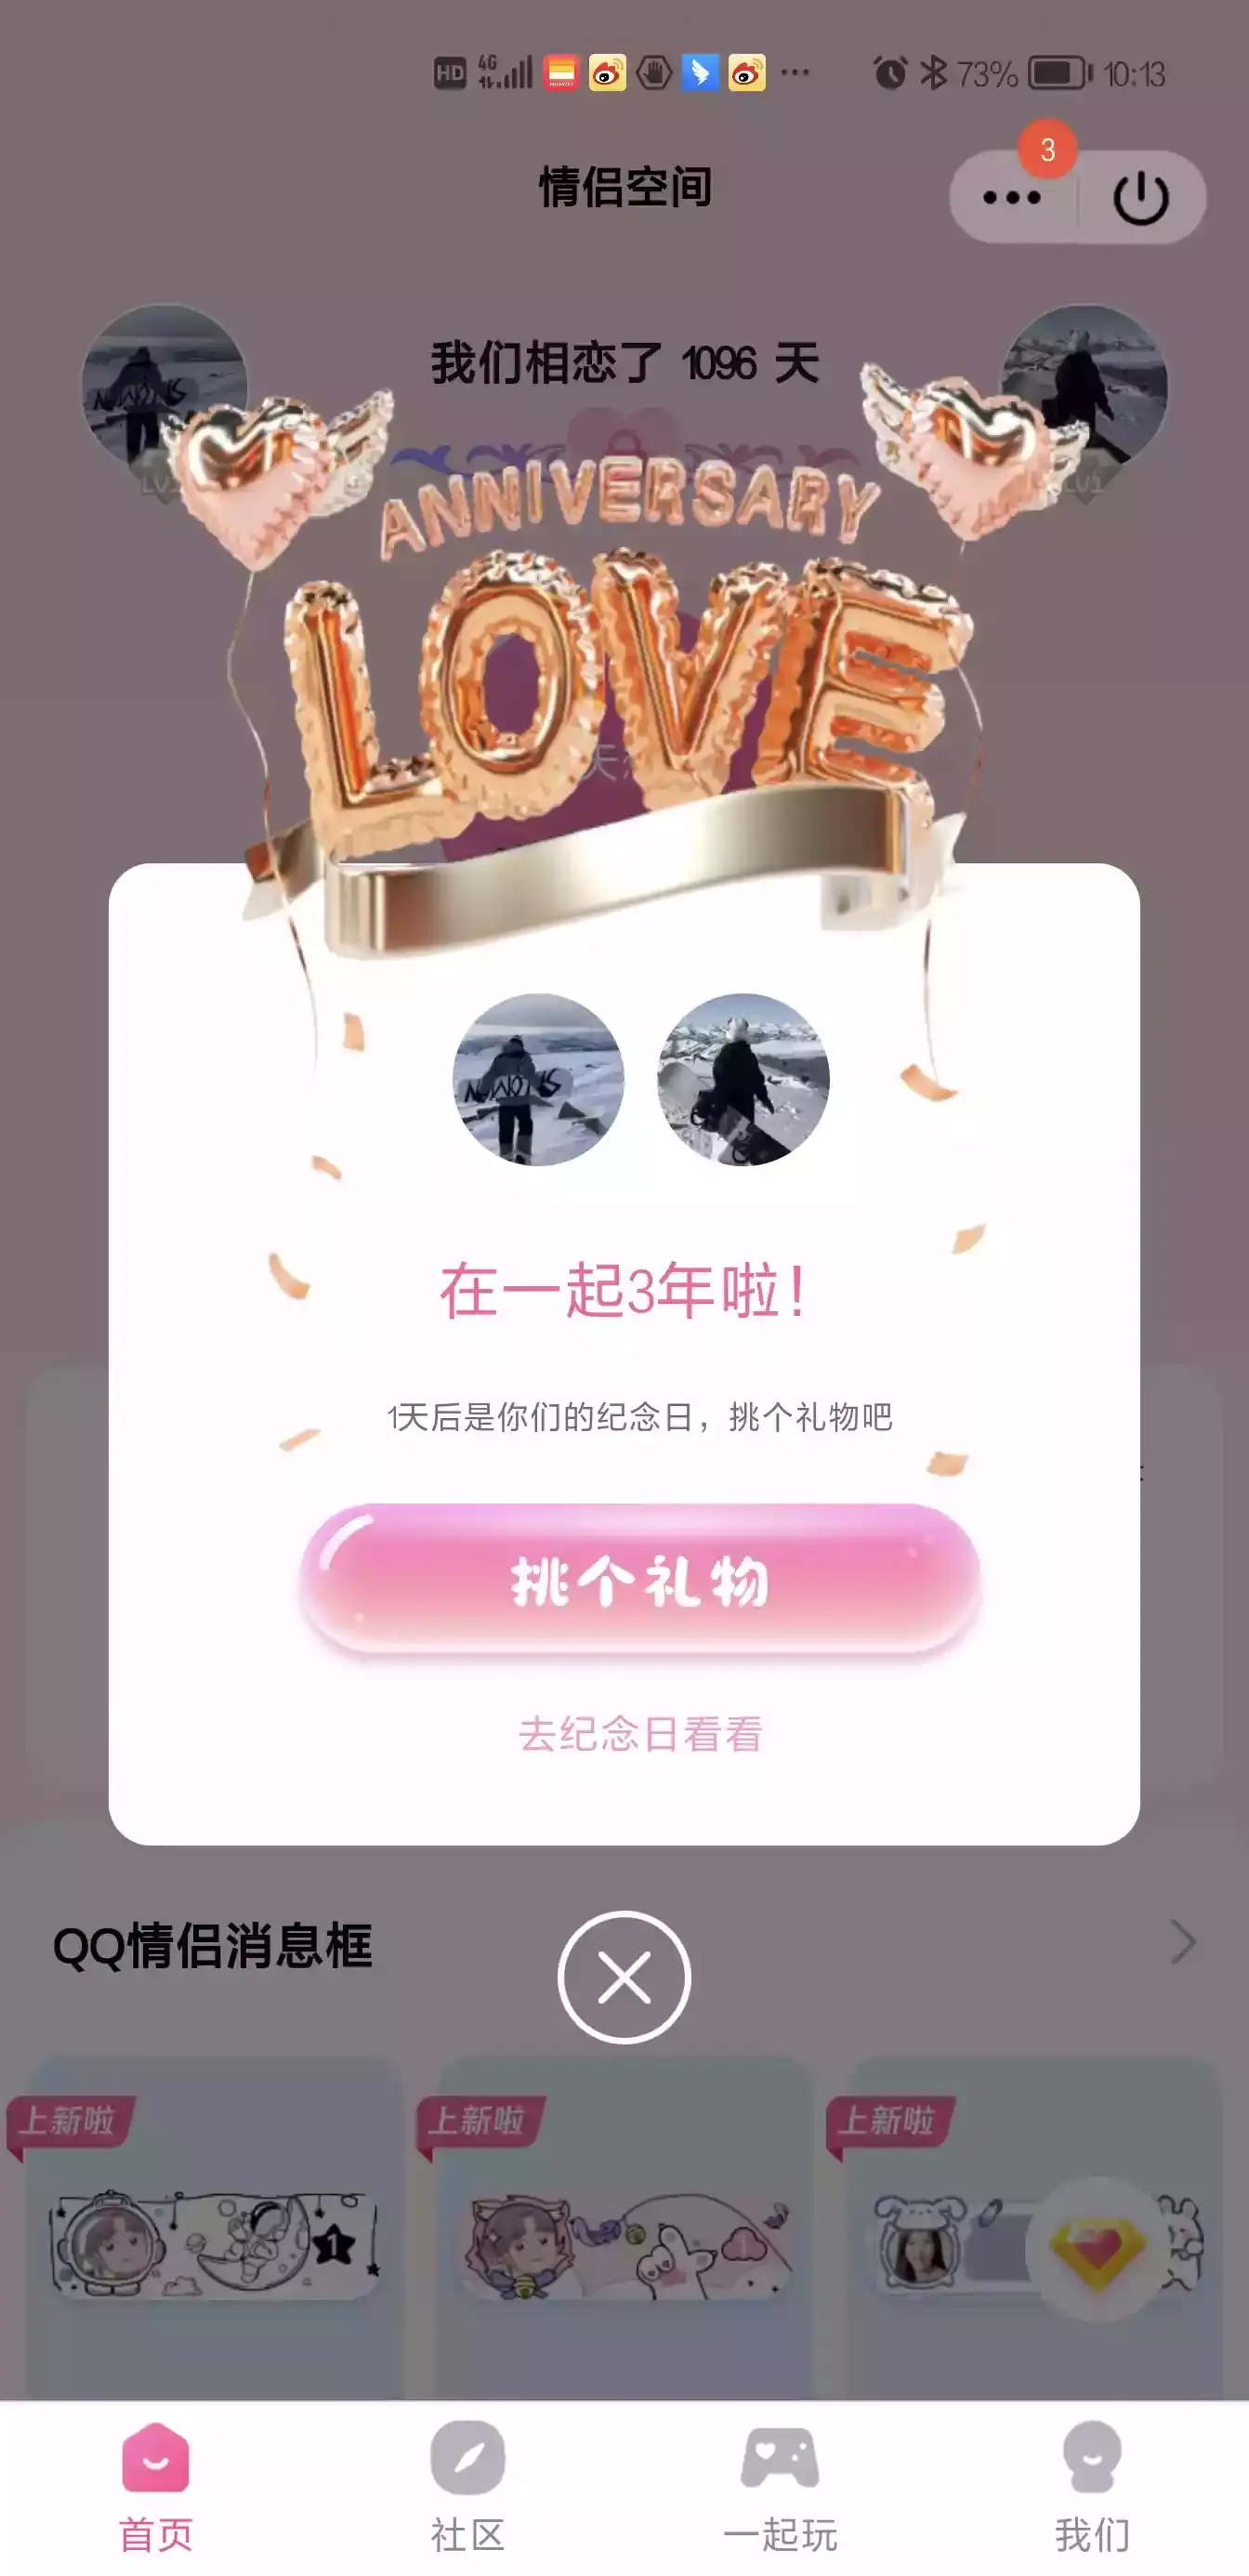 HD 4G 73% 10:13
3
情侣空间
我们相恋了 1096 天
LV1
ANNIVERSARY
LOVE
天
在一起3年啦！
1天后是你们的纪念日，挑个礼物吧
挑个礼物
去纪念日看看
QQ情侣消息框
上新啦 上新啦 上新啦
1 1
首页 社区 一起玩 我们